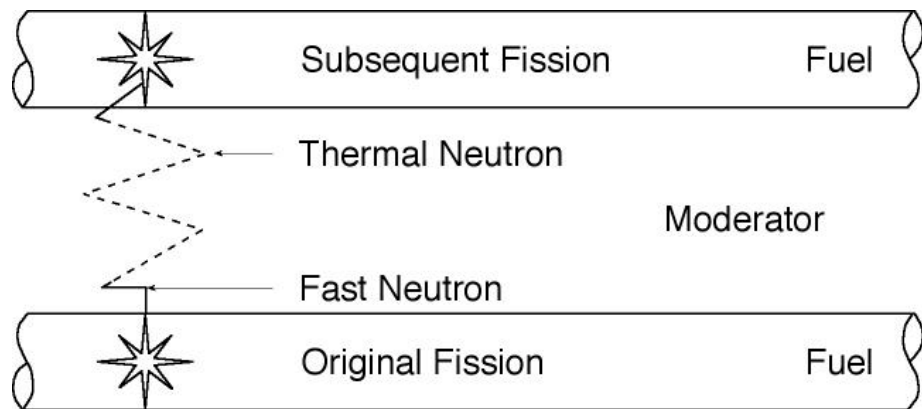 Subsequent Fission Fuel
Thermal Neutron
Moderator
Fast Neutron
Original Fission Fuel